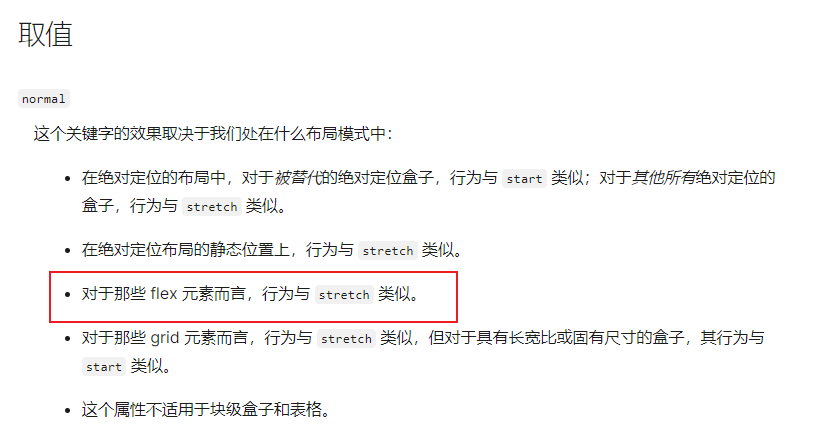 取值
normal
这个关键字的效果取决于我们处在什么布局模式中：
• 在绝对定位的布局中，对于被替代的绝对定位盒子，行为与 start 类似；对于其他所有绝对定位的
盒子，行为与 stretch 类似。
• 在绝对定位布局的静态位置上，行为与 stretch 类似。
• 对于那些 flex 元素而言，行为与 stretch 类似。
• 对于那些 grid 元素而言，行为与 stretch 类似，但对于具有长宽比或固有尺寸的盒子，其行为与
start 类似。
• 这个属性不适用于块级盒子和表格。